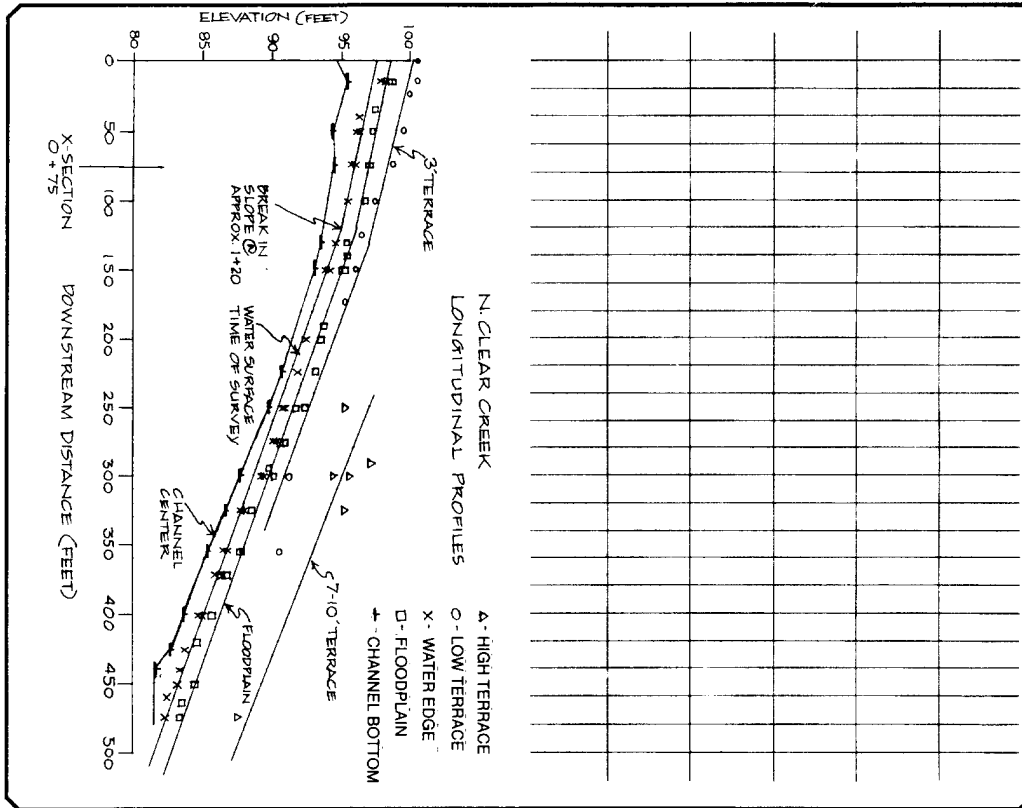 ELEVATION (FEET)
80
85
90
95
100
0
50
100
150
200
250
300
350
400
450
500
X-SECTION
0+75
DOWNSTREAM DISTANCE (FEET)
3' TERRACE
BREAK IN
SLOPE @
APPROX. 1+20
WATER SURFACE
TIME OF SURVEY
CHANNEL
CENTER
FLOODPLAIN
7-10' TERRACE
N. CLEAR CREEK
LONGITUDINAL PROFILES
△ - HIGH TERRACE
○ - LOW TERRACE
X - WATER EDGE
□ - FLOODPLAIN
+ - CHANNEL BOTTOM